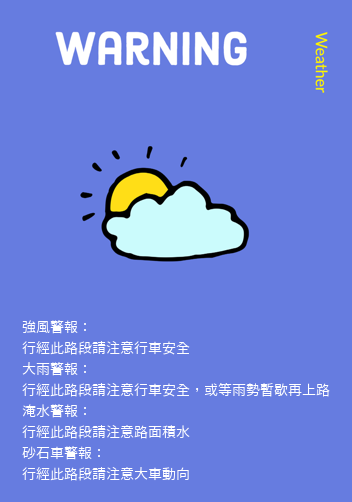 WARNING
Weather
強風警報：
行經此路段請注意行車安全
大雨警報：
行經此路段請注意行車安全，或等雨勢暫歇再上路
淹水警報：
行經此路段請注意路面積水
砂石車警報：
行經此路段請注意大車動向